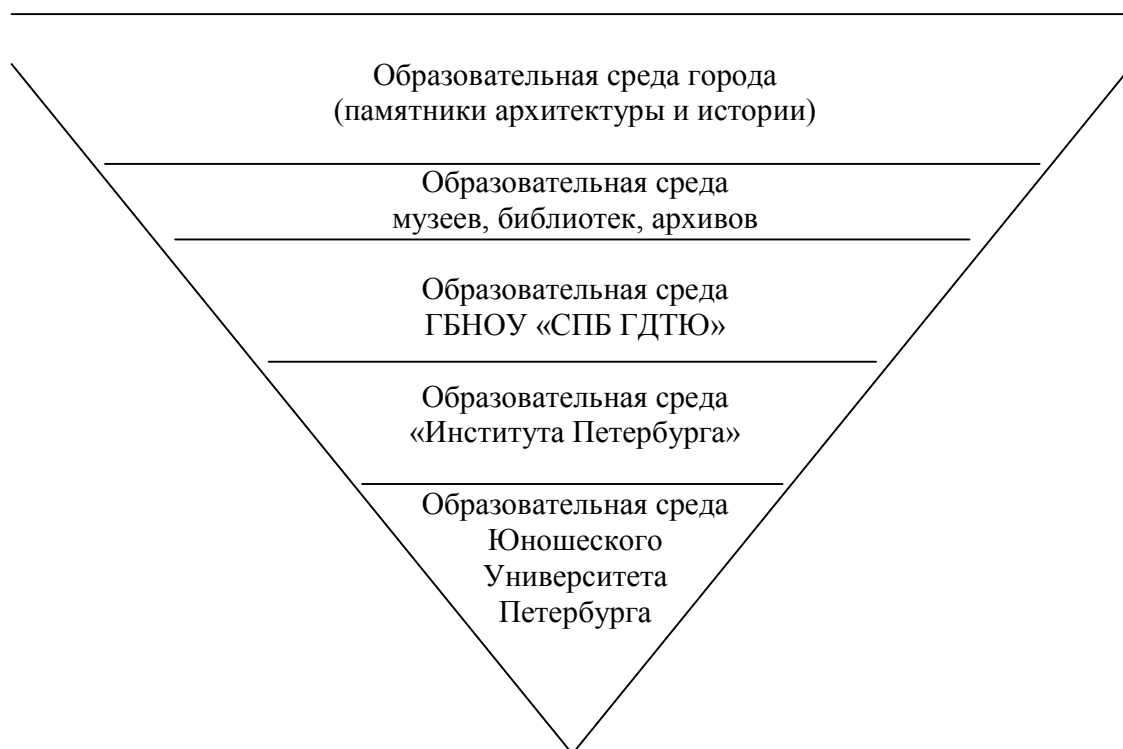 Образовательная среда города
(памятники архитектуры и истории)
Образовательная среда
музеев, библиотек, архивов
Образовательная среда
ГБНОУ «СПБ ГДТЮ»
Образовательная среда
«Института Петербурга»
Образовательная среда
Юношеского
Университета
Петербурга